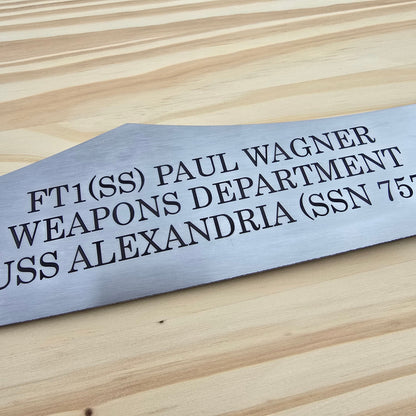 FT1(SS) PAUL WAGNER
WEAPONS DEPARTMENT
USS ALEXANDRIA (SSN 757